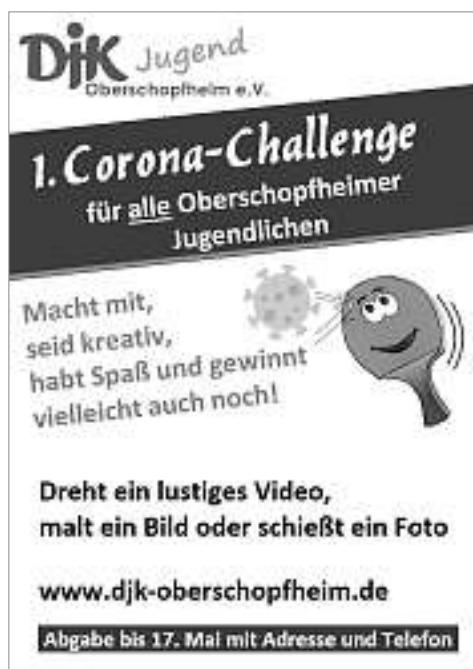 DJK Jugend
Oberschopfheim e.V.
1. Corona-Challenge
für alle Oberschopfheimer
Jugendlichen
Macht mit,
seid kreativ,
habt Spaß und gewinnt
vielleicht auch noch!
Dreht ein lustiges Video,
malt ein Bild oder schießt ein Foto
www.djk-oberschopfheim.de
Abgabe bis 17. Mai mit Adresse und Telefon